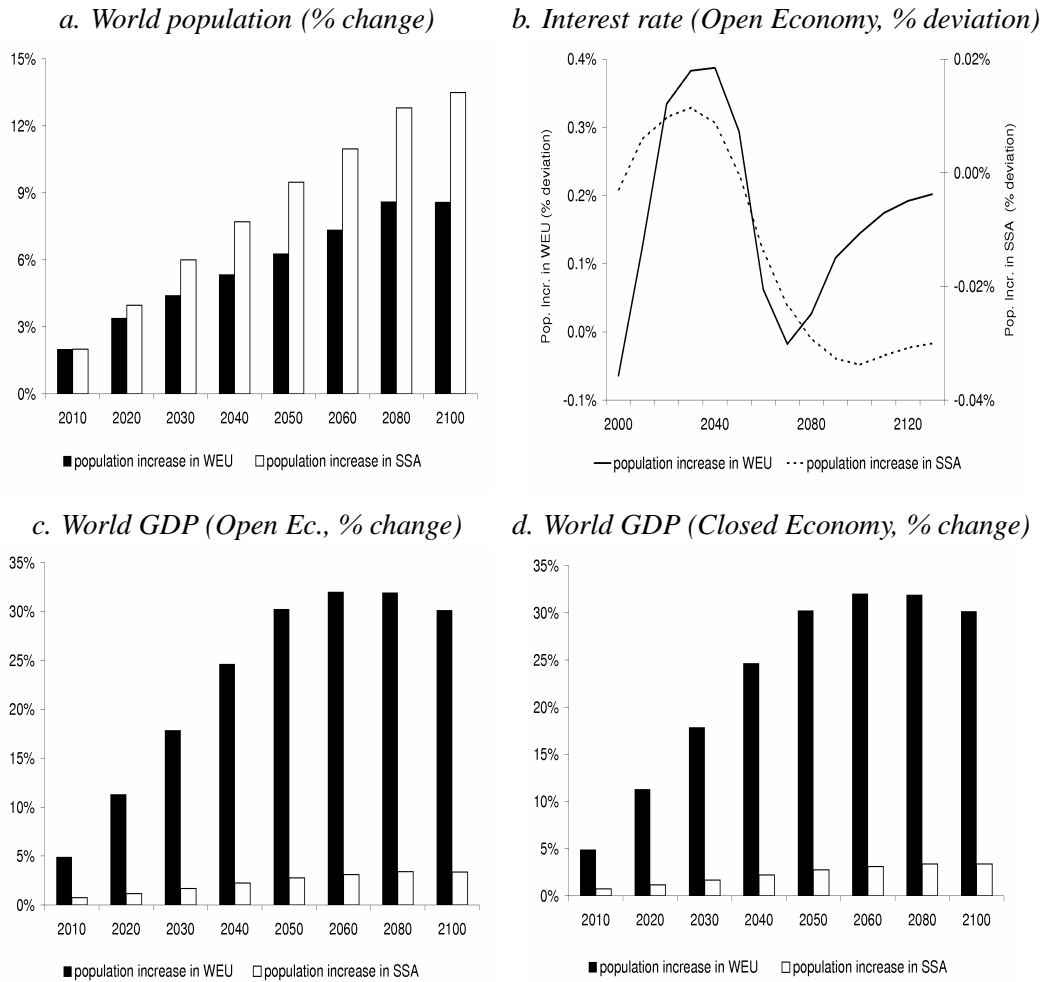 a. World population (% change)
15%
12%
9%
6%
3%
0%
2010 2020 2030 2040 2050 2060 2080 2100
population increase in WEU population increase in SSA
b. Interest rate (Open Economy, % deviation)
0.4%
0.3%
0.2%
0.1%
0.0%
-0.1%
Pop. Incr. in WEU (% deviation)
0.02%
0.00%
-0.02%
-0.04%
Pop. Incr. in SSA (% deviation)
2000 2040 2080 2120
population increase in WEU population increase in SSA
c. World GDP (Open Ec., % change)
35%
30%
25%
20%
15%
10%
5%
0%
2010 2020 2030 2040 2050 2060 2080 2100
population increase in WEU population increase in SSA
d. World GDP (Closed Economy, % change)
35%
30%
25%
20%
15%
10%
5%
0%
2010 2020 2030 2040 2050 2060 2080 2100
population increase in WEU population increase in SSA